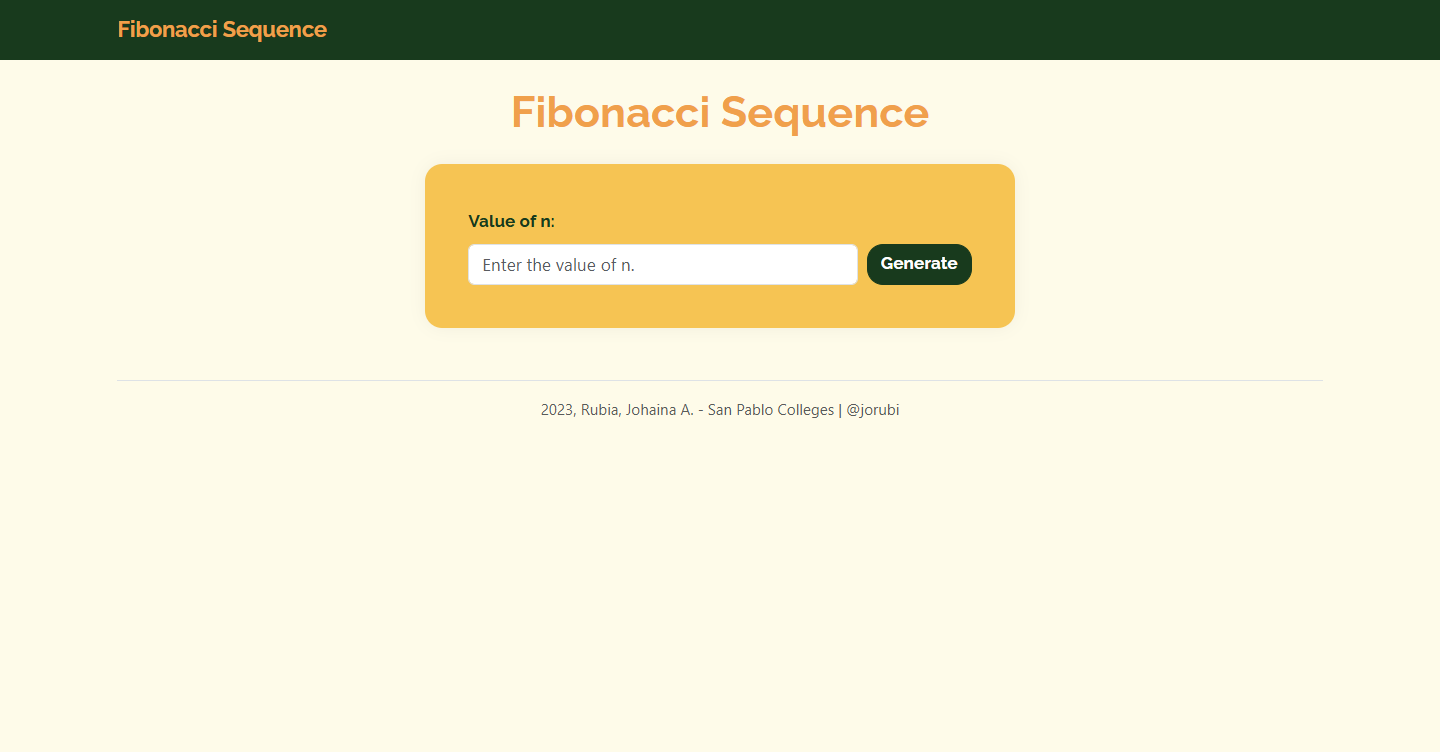 Fibonacci Sequence
Fibonacci Sequence
Value of n:
Enter the value of n.
Generate
2023, Rubia, Johaina A. - San Pablo Colleges | @jorubi